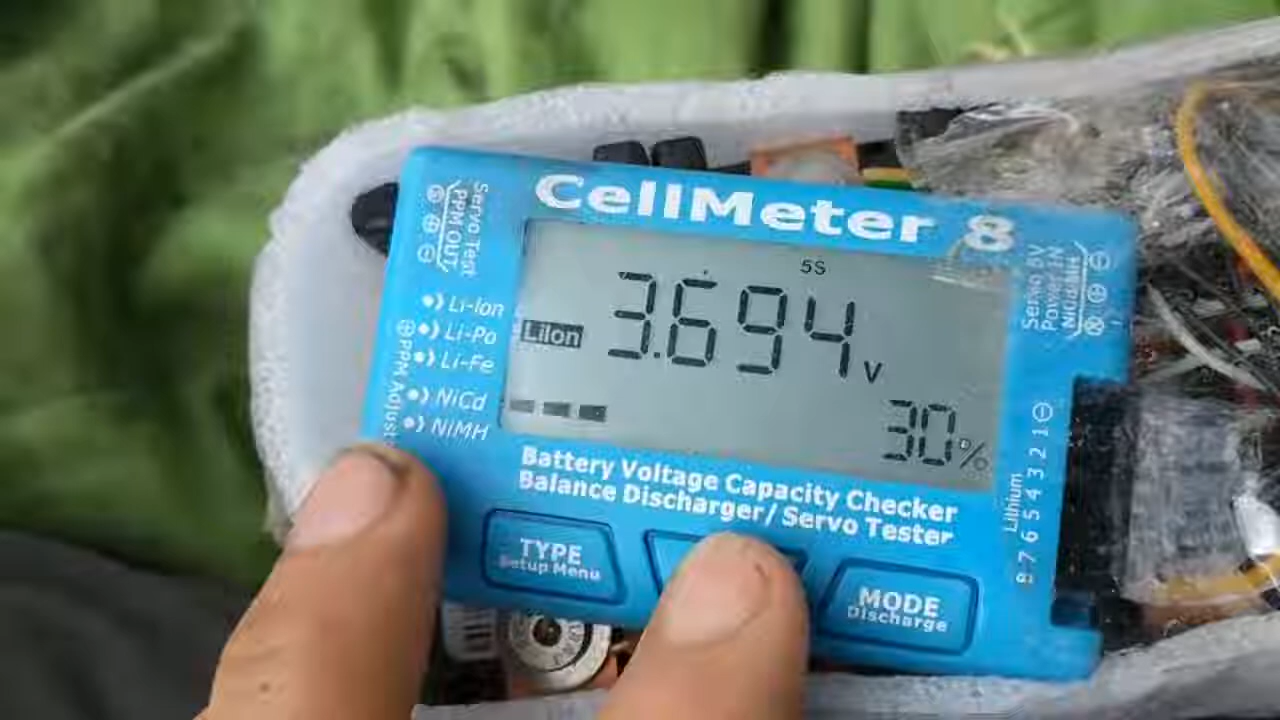 CellMeter 8
Servo Test
PPM OUT
5S
LiIon
3.694 v
30%
Li-Ion
Li-Po
Li-Fe
NiCd
NiMH
PPM Adjust
Servo 5V
Power IN
NiCd/NiMH
Lithium
8 7 6 5 4 3 2 1
Battery Voltage Capacity Checker
Balance Discharger/ Servo Tester
TYPE
Setup Menu
MODE
Discharge